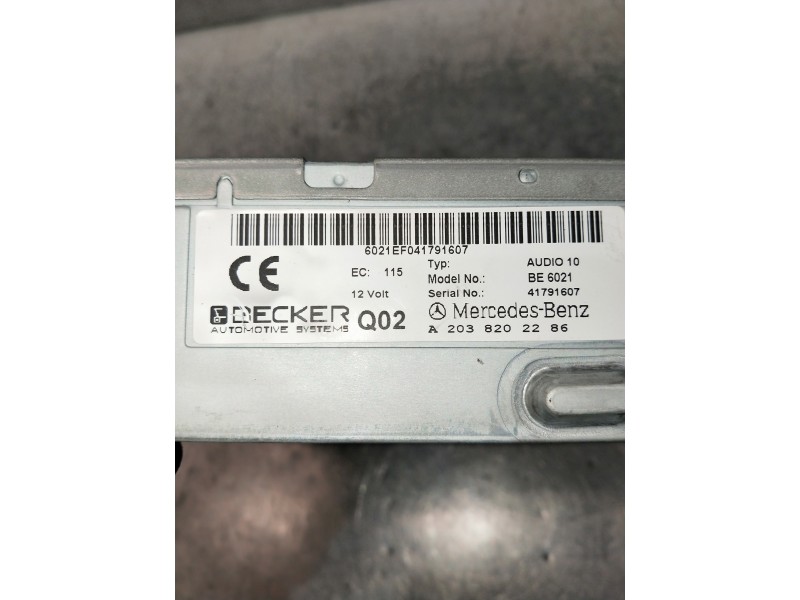 6021EF041791607
CE
EC: 115
Typ: AUDIO 10
Model No.: BE 6021
12 Volt
Serial No.: 41791607
BECKER
AUTOMOTIVE SYSTEMS
Q02
Mercedes-Benz
A 203 820 22 86